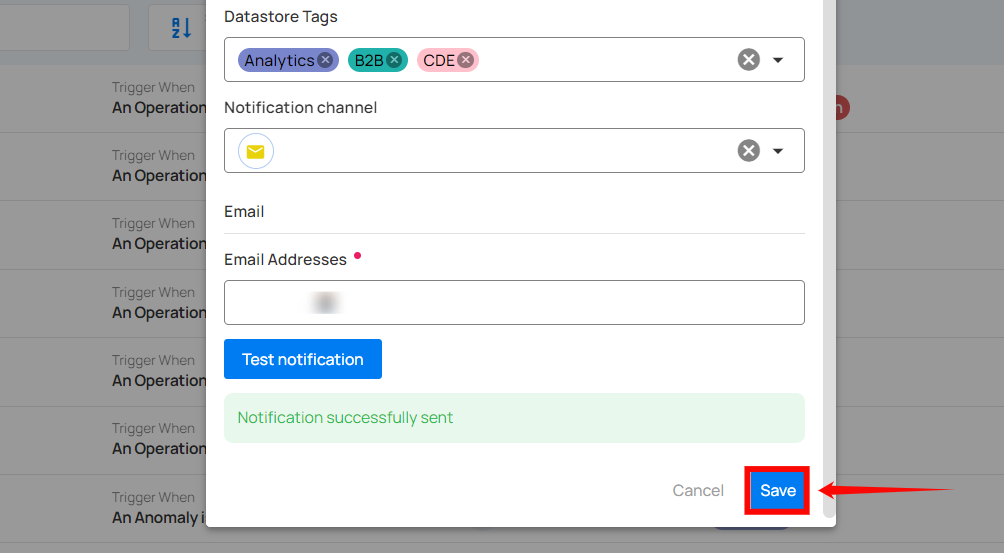 Datastore Tags
Analytics B2B CDE
Notification channel
Email
Email Addresses
Test notification
Notification successfully sent
Cancel Save
Trigger When
An Operation
Trigger When
An Operation
Trigger When
An Operation
Trigger When
An Operation
Trigger When
An Operation
Trigger When
An Operation
Trigger When
An Anomaly i